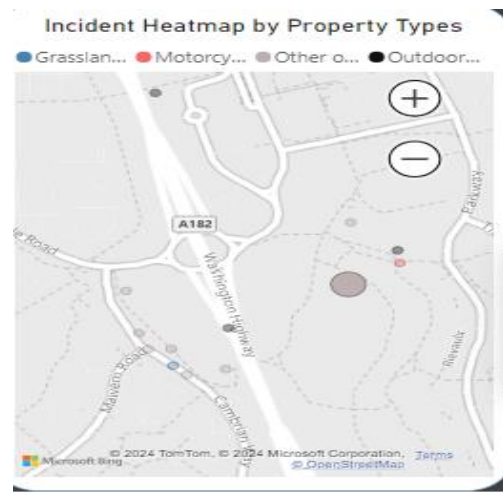 Incident Heatmap by Property Types
Grasslan... Motorcy... Other o... Outdoor...
+
−
Parkway
A182
Road
Washington Highway
Rievaulx
Malvern Road
Cambrian
Microsoft Bing
© 2024 TomTom, © 2024 Microsoft Corporation, Terms
© OpenStreetMap